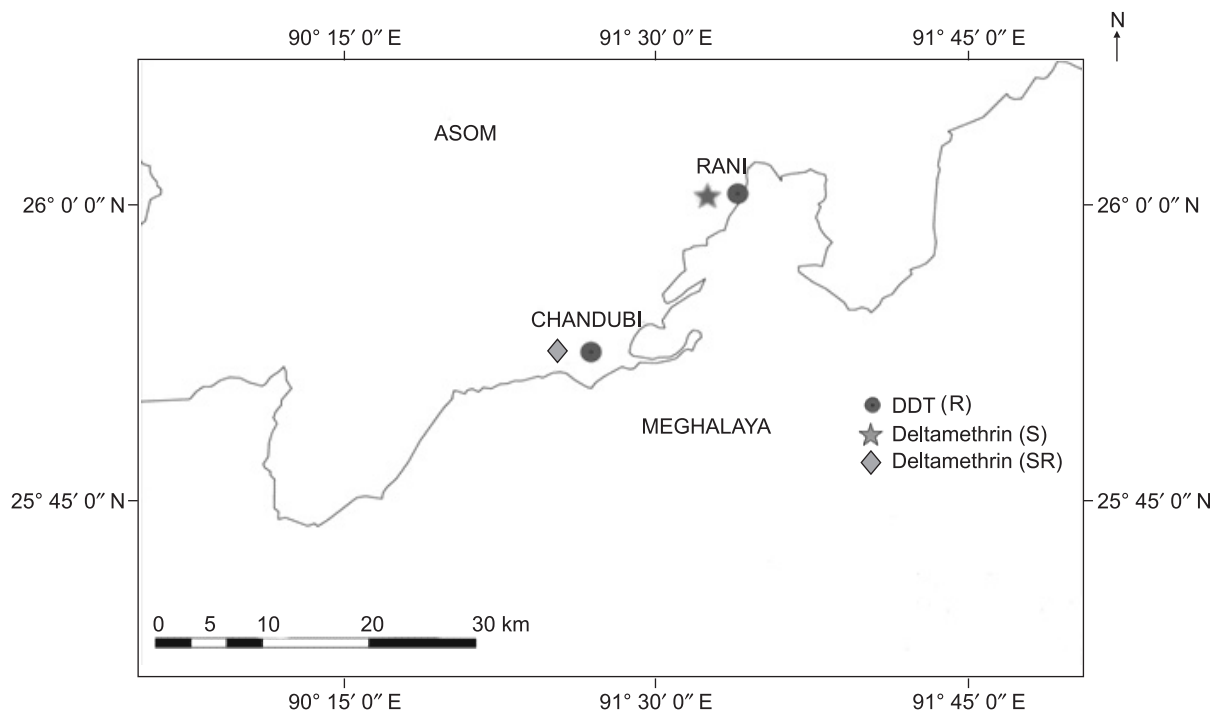 N
90° 15′ 0″ E 91° 30′ 0″ E 91° 45′ 0″ E
ASOM
RANI
26° 0′ 0″ N 26° 0′ 0″ N
CHANDUBI
DDT (R)
MEGHALAYA
Deltamethrin (S)
Deltamethrin (SR)
25° 45′ 0″ N 25° 45′ 0″ N
0 5 10 20 30 km
90° 15′ 0″ E 91° 30′ 0″ E 91° 45′ 0″ E